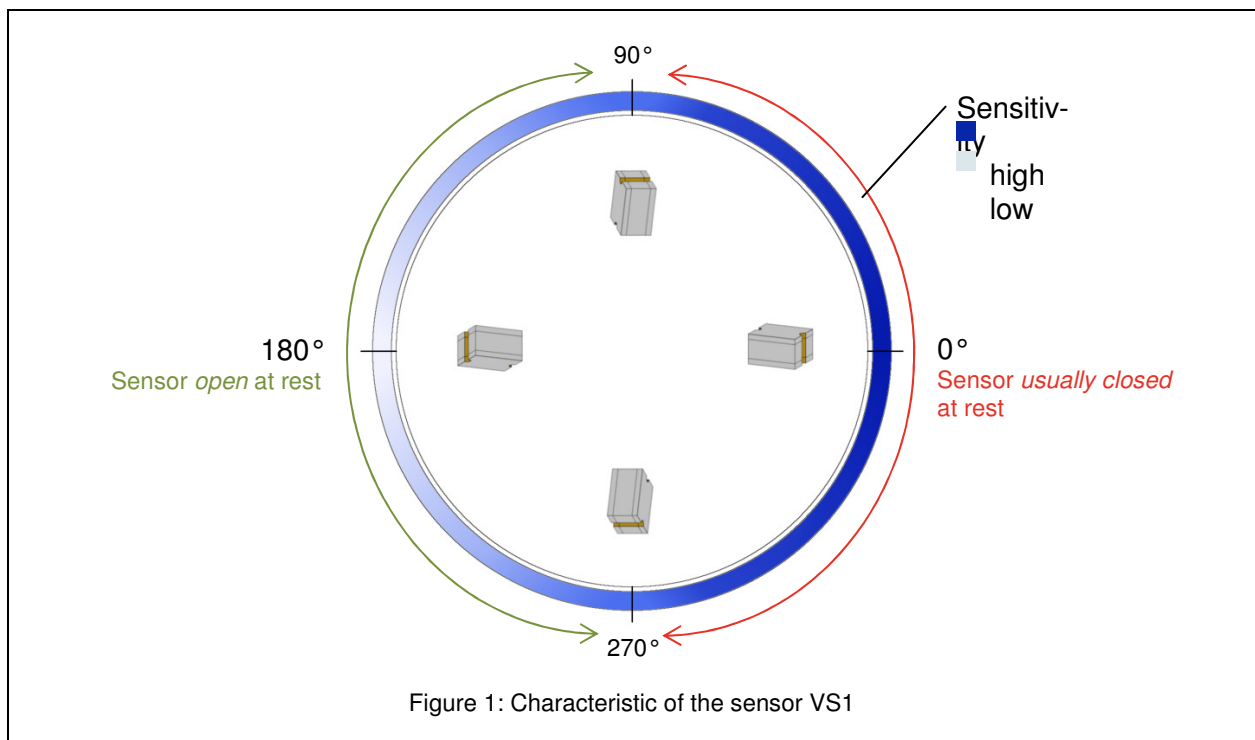 90°
Sensitiv-
ity
high
low
180°
Sensor open at rest
0°
Sensor usually closed
at rest
270°
Figure 1: Characteristic of the sensor VS1